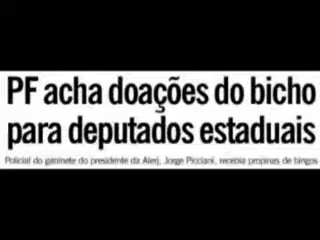 PF acha doações do bicho
para deputados estaduais
Policial do gabinete do presidente da Alerj, Jorge Picciani, recebia propinas de bingos